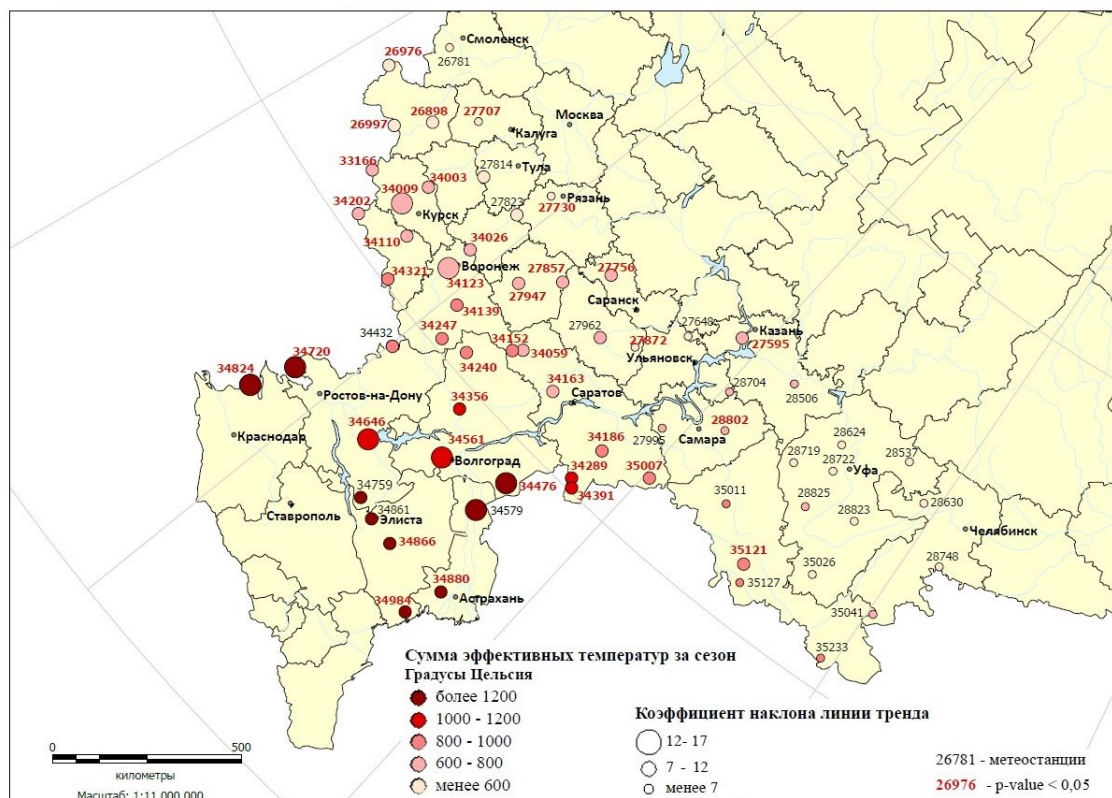 Смоленск
26976
26781
26898
27707
Москва
26997
Калуга
33166
27814
Тула
34003
34009
34202
Курск
27823
Рязань
27730
34110
34026
Воронеж
27857
27756
34321
34123
27947
Саранск
34139
27962
27648
Казань
34432
34247
34152
27872
27595
Ульяновск
34720
34059
34824
34240
34163
28704
28506
Ростов-на-Дону
34356
Саратов
34646
28802
Краснодар
34561
34186
27995
Самара
28624
Волгоград
28719
28722
28537
34289
35007
Уфа
34759
34476
34391
Ставрополь
34861
34579
35011
28825
28630
Элиста
28823
Челябинск
34866
35121
34880
35127
35026
28748
34984
Астрахань
35041
35233
Сумма эффективных температур за сезон
Градусы Цельсия
более 1200
1000 - 1200
800 - 1000
600 - 800
менее 600
Коэффициент наклона линии тренда
12- 17
7 - 12
менее 7
26781 - метеостанции
26976 - p-value < 0,05
0 500
километры
Масштаб: 1:11 000 000